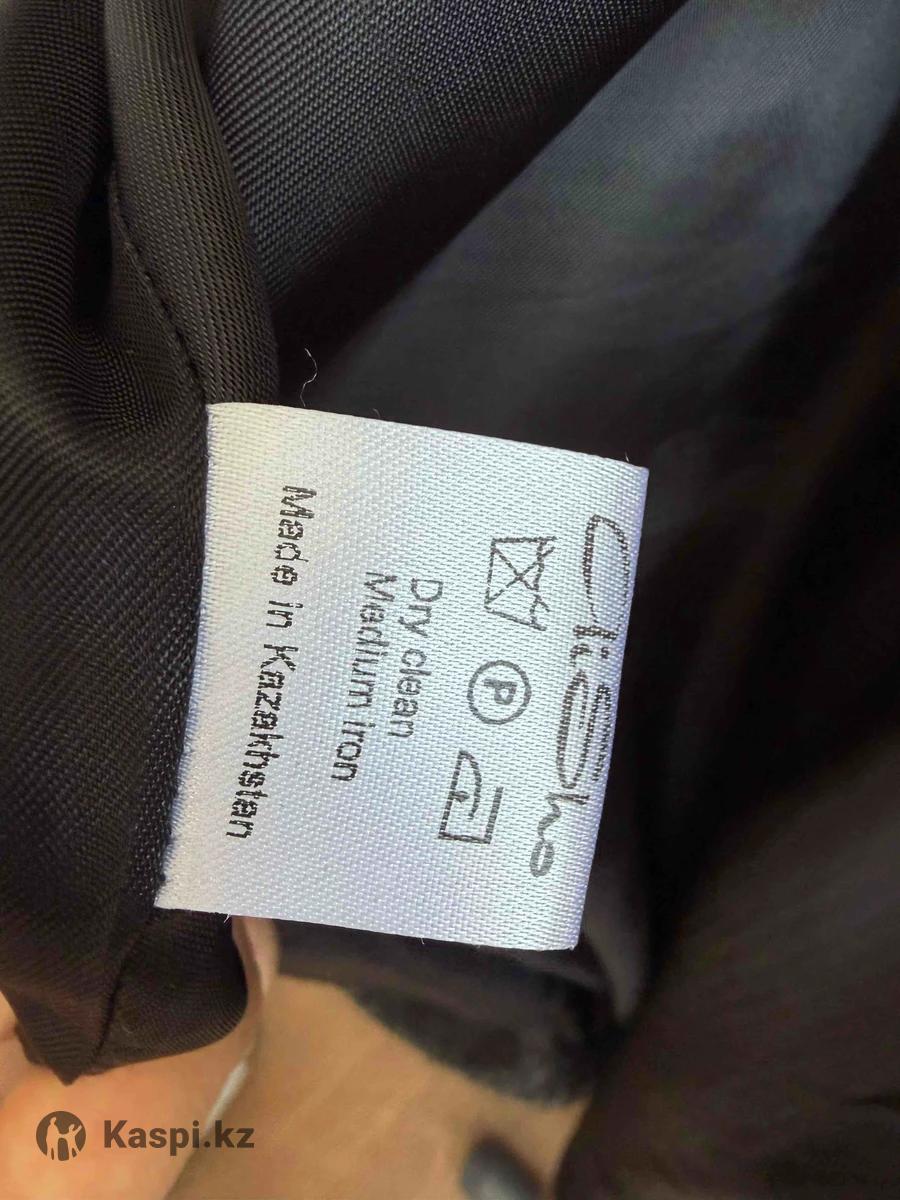 P
Dry clean
Medium iron
Made in Kazakhstan
Kaspi.kz